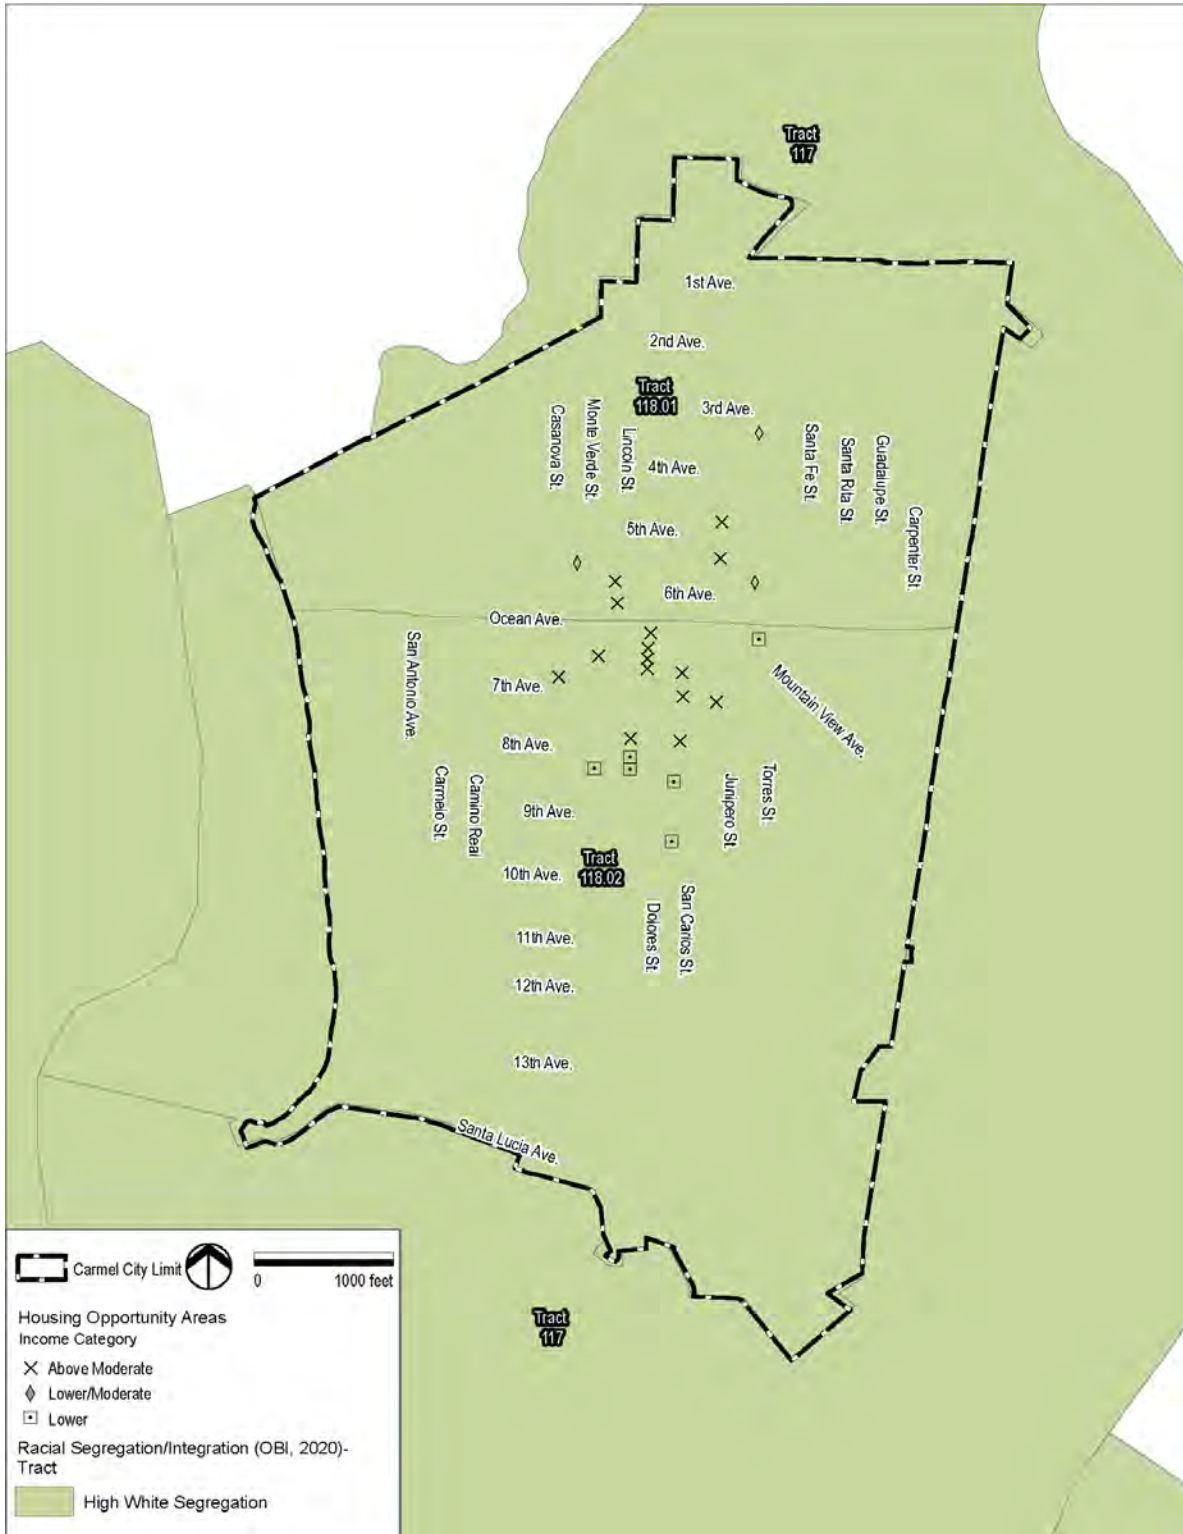 Tract
117
1st Ave.
2nd Ave.
Tract
118.01
3rd Ave.
Casanova St.
Monte Verde St.
Lincoln St.
4th Ave.
Santa Fe St.
Santa Rita St.
Guadalupe St.
Carpenter St.
5th Ave.
6th Ave.
Ocean Ave.
San Antonio Ave.
7th Ave.
Mountain View Ave.
8th Ave.
Carmelo St.
Camino Real
Junipero St.
Torres St.
9th Ave.
Tract
118.02
10th Ave.
Dolores St.
San Carlos St.
11th Ave.
12th Ave.
13th Ave.
Santa Lucia Ave.
Carmel City Limit
0 1000 feet
Housing Opportunity Areas
Income Category
Above Moderate
Lower/Moderate
Lower
Racial Segregation/Integration (OBI, 2020)-
Tract
High White Segregation
Tract
117